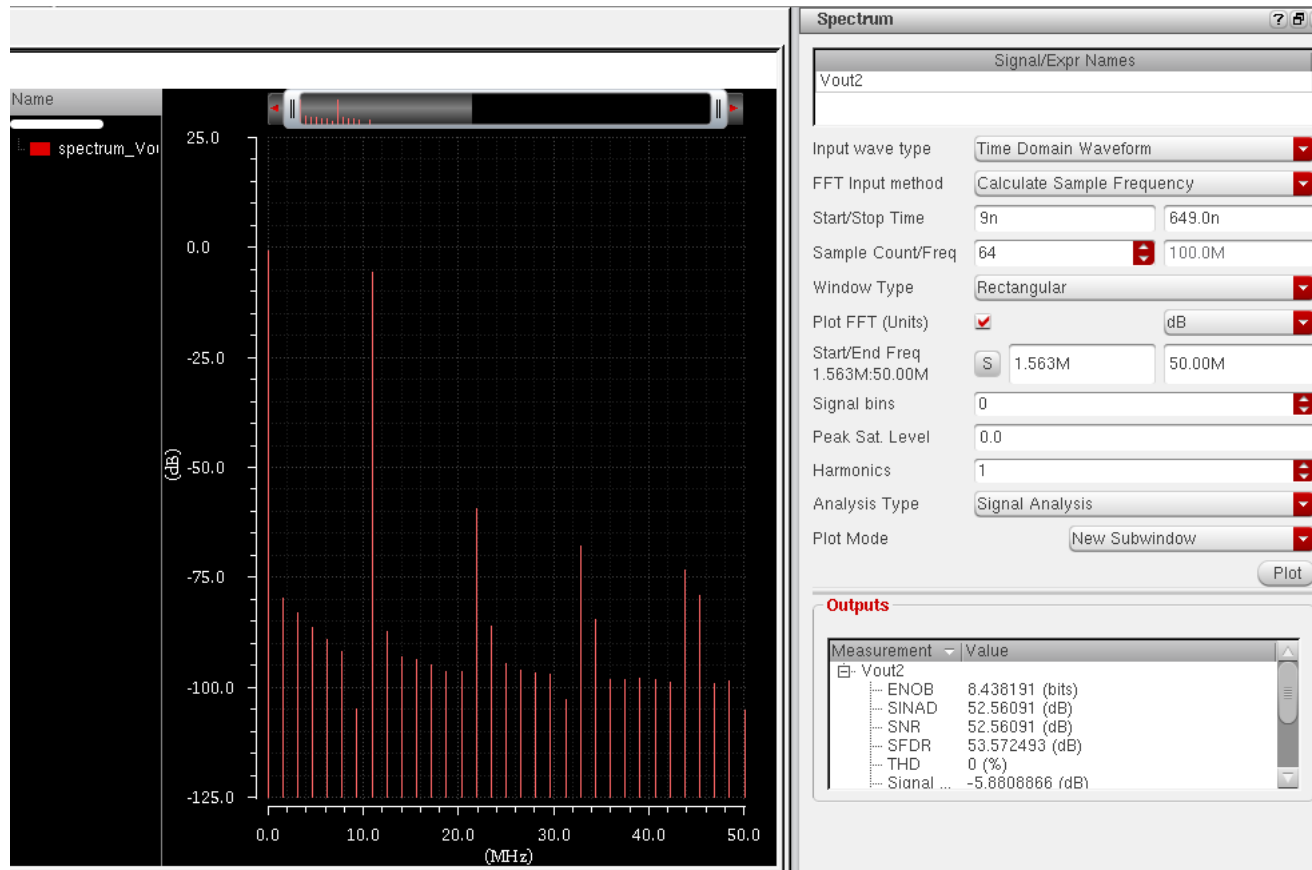 Name
spectrum_Vou
25.0
0.0
-25.0
-50.0
-75.0
-100.0
-125.0
(dB)
0.0 10.0 20.0 30.0 40.0 50.0
(MHz)
Spectrum
Signal/Expr Names
Vout2
Input wave type Time Domain Waveform
FFT Input method Calculate Sample Frequency
Start/Stop Time 9n 649.0n
Sample Count/Freq 64 100.0M
Window Type Rectangular
Plot FFT (Units) dB
Start/End Freq
1.563M:50.00M S 1.563M 50.00M
Signal bins 0
Peak Sat. Level 0.0
Harmonics 1
Analysis Type Signal Analysis
Plot Mode New Subwindow
Plot
Outputs
Measurement Value
Vout2
ENOB 8.438191 (bits)
SINAD 52.56091 (dB)
SNR 52.56091 (dB)
SFDR 53.572493 (dB)
THD 0 (%)
Signal ... -5.8808866 (dB)